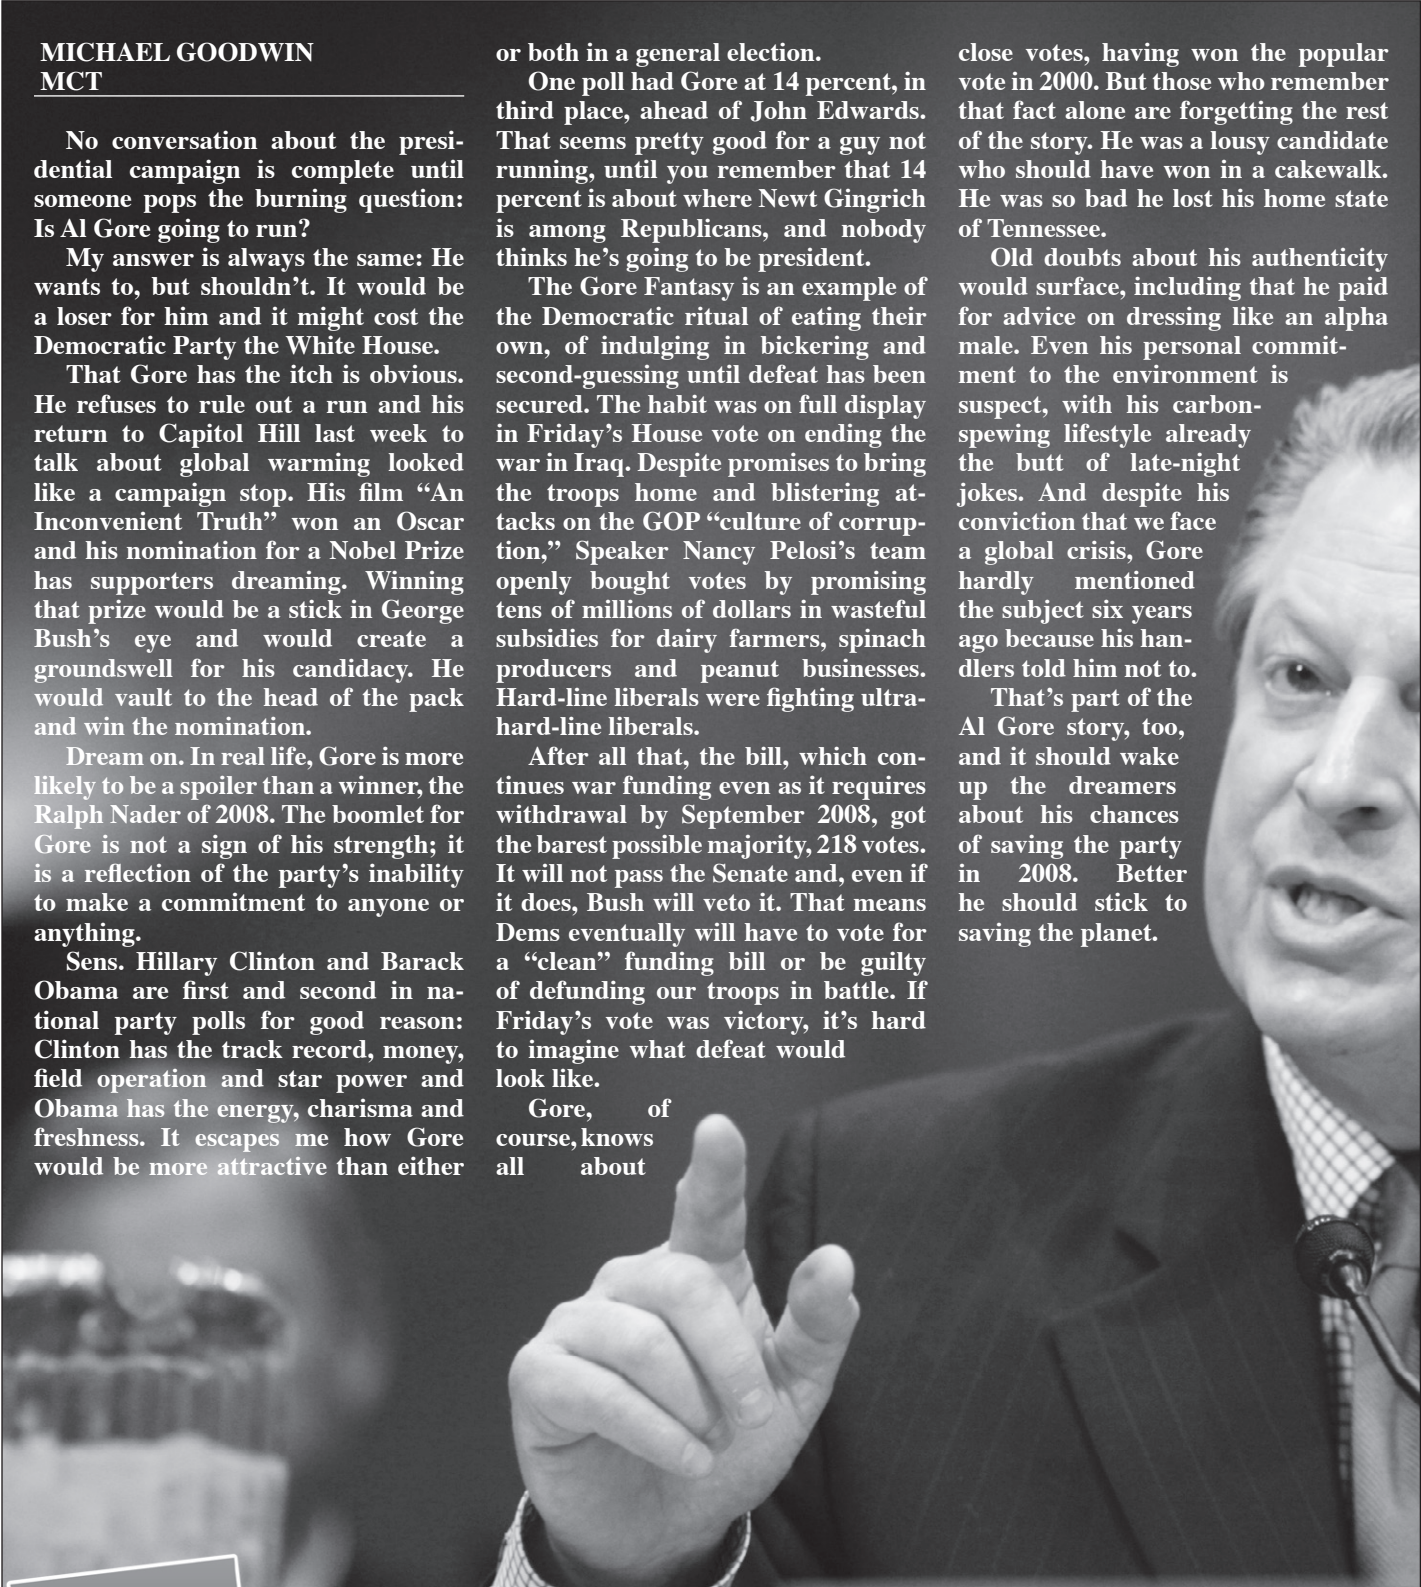 MICHAEL GOODWIN
MCT
No conversation about the presi-
dential campaign is complete until
someone pops the burning question:
Is Al Gore going to run?
My answer is always the same: He
wants to, but shouldn’t. It would be
a loser for him and it might cost the
Democratic Party the White House.
That Gore has the itch is obvious.
He refuses to rule out a run and his
return to Capitol Hill last week to
talk about global warming looked
like a campaign stop. His film “An
Inconvenient Truth” won an Oscar
and his nomination for a Nobel Prize
has supporters dreaming. Winning
that prize would be a stick in George
Bush’s eye and would create a
groundswell for his candidacy. He
would vault to the head of the pack
and win the nomination.
Dream on. In real life, Gore is more
likely to be a spoiler than a winner, the
Ralph Nader of 2008. The boomlet for
Gore is not a sign of his strength; it
is a reflection of the party’s inability
to make a commitment to anyone or
anything.
Sens. Hillary Clinton and Barack
Obama are first and second in na-
tional party polls for good reason:
Clinton has the track record, money,
field operation and star power and
Obama has the energy, charisma and
freshness. It escapes me how Gore
would be more attractive than either
or both in a general election.
One poll had Gore at 14 percent, in
third place, ahead of John Edwards.
That seems pretty good for a guy not
running, until you remember that 14
percent is about where Newt Gingrich
is among Republicans, and nobody
thinks he’s going to be president.
The Gore Fantasy is an example of
the Democratic ritual of eating their
own, of indulging in bickering and
second-guessing until defeat has been
secured. The habit was on full display
in Friday’s House vote on ending the
war in Iraq. Despite promises to bring
the troops home and blistering at-
tacks on the GOP “culture of corrup-
tion,” Speaker Nancy Pelosi’s team
openly bought votes by promising
tens of millions of dollars in wasteful
subsidies for dairy farmers, spinach
producers and peanut businesses.
Hard-line liberals were fighting ultra-
hard-line liberals.
After all that, the bill, which con-
tinues war funding even as it requires
withdrawal by September 2008, got
the barest possible majority, 218 votes.
It will not pass the Senate and, even if
it does, Bush will veto it. That means
Dems eventually will have to vote for
a “clean” funding bill or be guilty
of defunding our troops in battle. If
Friday’s vote was victory, it’s hard
to imagine what defeat would
look like.
Gore, of
course, knows
all about
close votes, having won the popular
vote in 2000. But those who remember
that fact alone are forgetting the rest
of the story. He was a lousy candidate
who should have won in a cakewalk.
He was so bad he lost his home state
of Tennessee.
Old doubts about his authenticity
would surface, including that he paid
for advice on dressing like an alpha
male. Even his personal commit-
ment to the environment is
suspect, with his carbon-
spewing lifestyle already
the butt of late-night
jokes. And despite his
conviction that we face
a global crisis, Gore
hardly mentioned
the subject six years
ago because his han-
dlers told him not to.
That’s part of the
Al Gore story, too,
and it should wake
up the dreamers
about his chances
of saving the party
in 2008. Better
he should stick to
saving the planet.